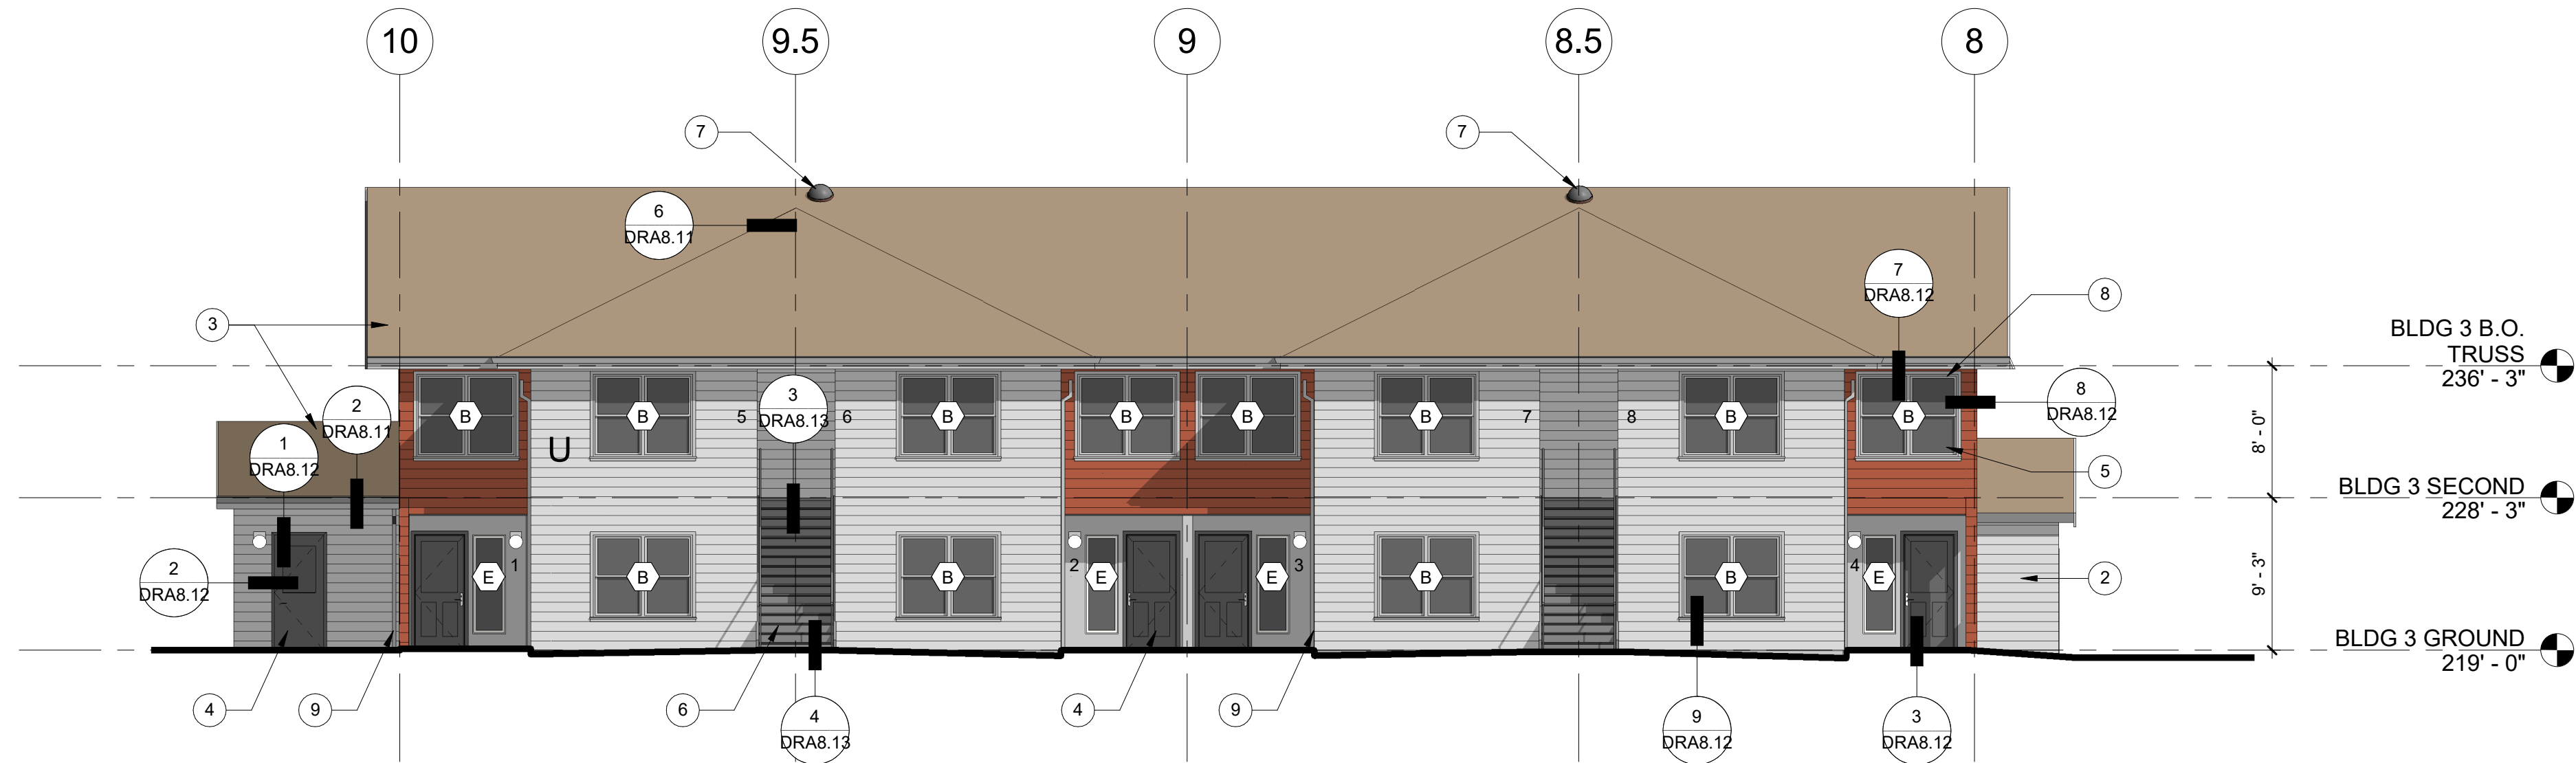 10
9.5
9
8.5
8
7
7
6
DRA8.11
7
DRA8.12
8
3
BLDG 3 B.O.
TRUSS
236' - 3"
2
DRA8.11
3
DRA8.13
8
DRA8.12
B
B
5
6
B
B
B
B
7
8
B
B
8' - 0"
1
DRA8.12
U
5
BLDG 3 SECOND
228' - 3"
2
DRA8.12
E
1
B
B
2
E
E
3
B
B
4
E
2
9' - 3"
BLDG 3 GROUND
219' - 0"
4
9
6
4
DRA8.13
4
9
9
DRA8.12
3
DRA8.12